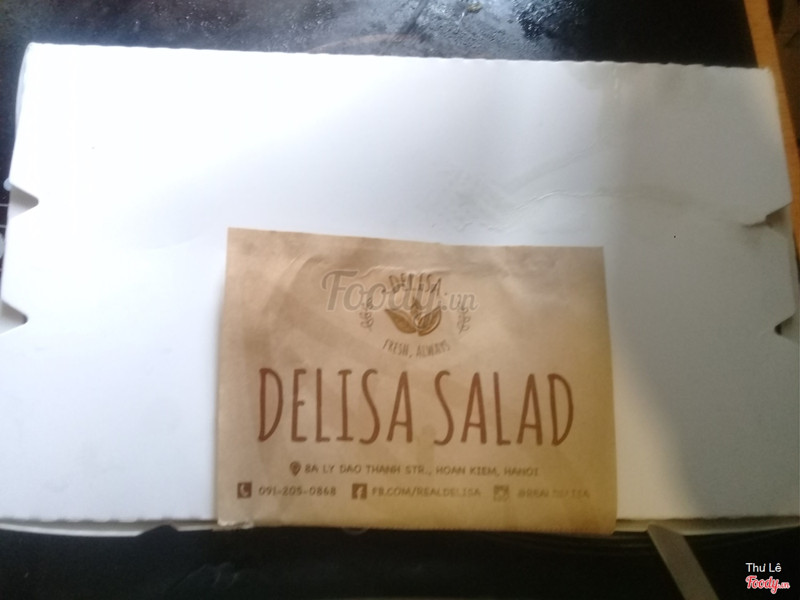 DELISA
Foody.vn
FRESH, ALWAYS
DELISA SALAD
8A LY DAO THANH STR., HOAN KIEM, HANOI
091-205-0868 FB.COM/REALDELISA @REALDELISA
Thư Lê
Foody.vn